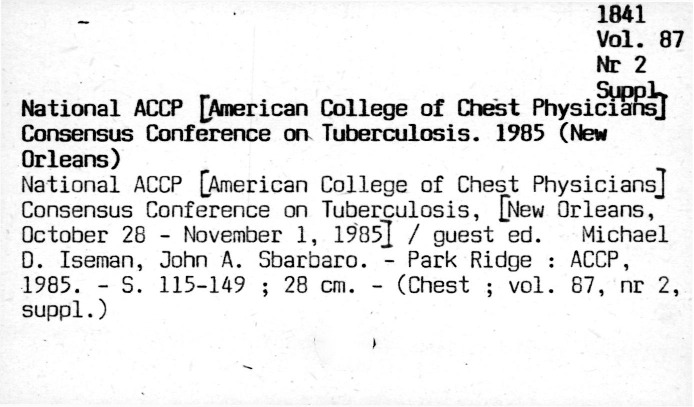 1841
Vol. 87
Nr 2
Suppl.
National ACCP [American College of Chest Physicians]
Consensus Conference on Tuberculosis. 1985 (New
Orleans)
National ACCP [American College of Chest Physicians]
Consensus Conference on Tuberculosis, [New Orleans,
October 28 - November 1, 1985] / guest ed. Michael
D. Iseman, John A. Sbarbaro. - Park Ridge : ACCP,
1985. - S. 115-149 ; 28 cm. - (Chest ; vol. 87, nr 2,
suppl.)